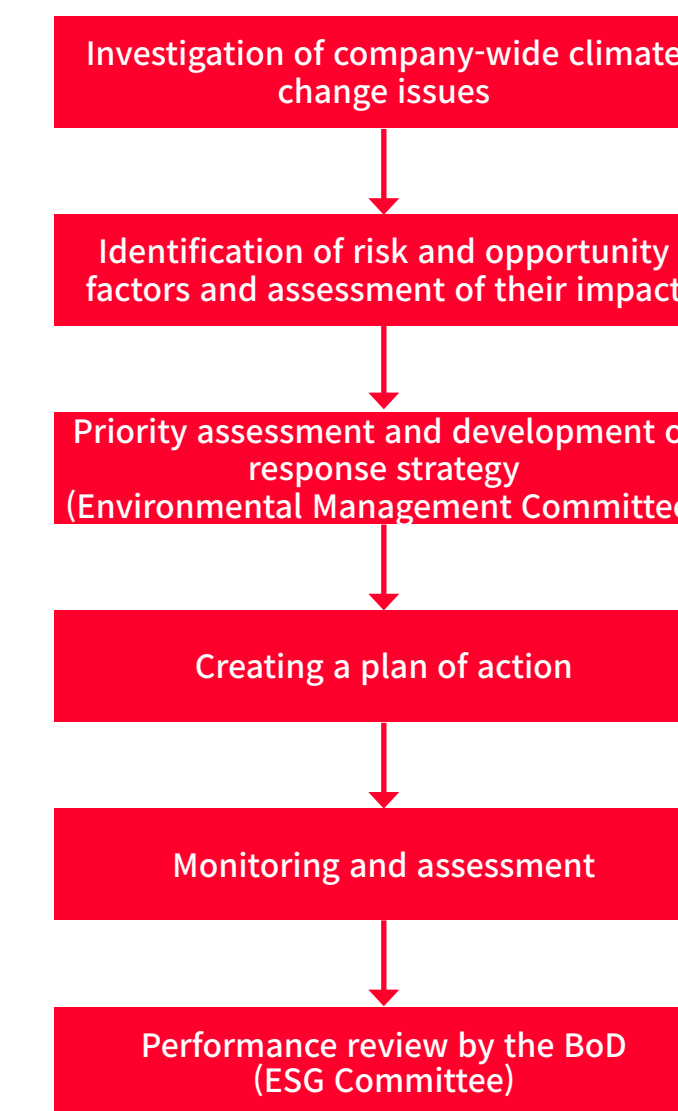 Investigation of company-wide climate
change issues
Identification of risk and opportunity
factors and assessment of their impact
Priority assessment and development o
response strategy
(Environmental Management Committee
Creating a plan of action
Monitoring and assessment
Performance review by the BoD
(ESG Committee)